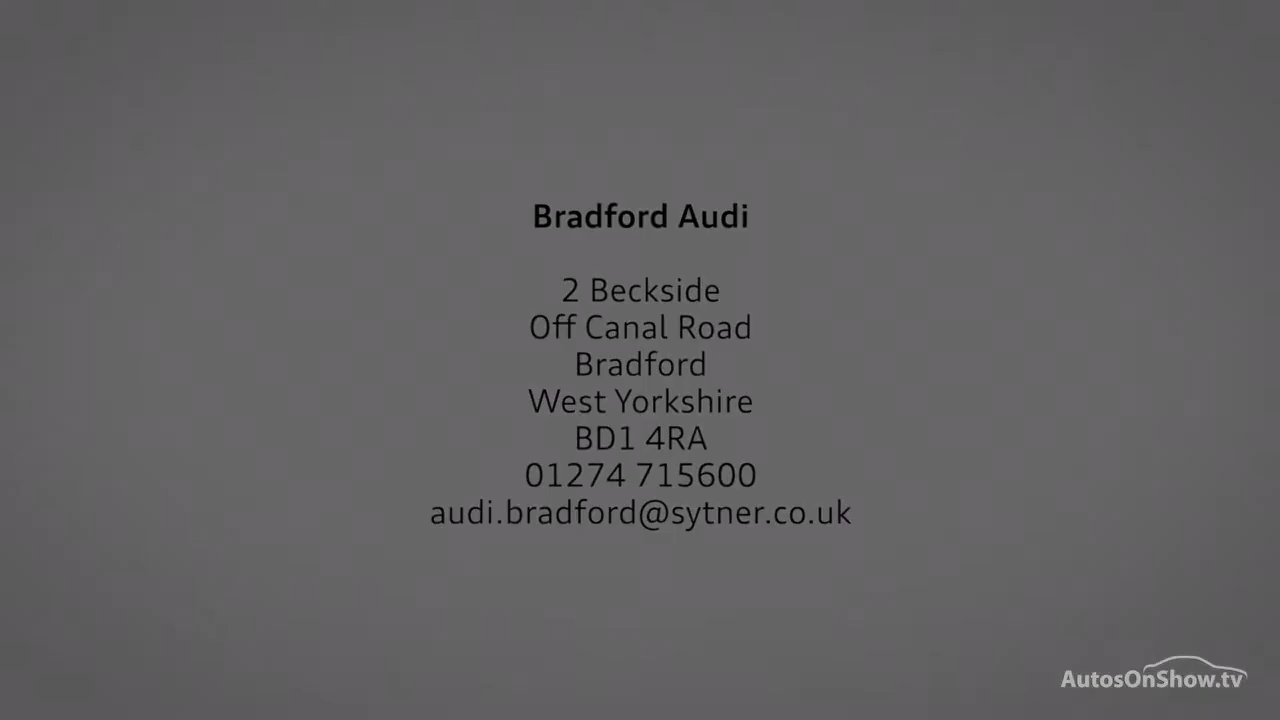 Bradford Audi
2 Beckside
Off Canal Road
Bradford
West Yorkshire
BD1 4RA
01274 715600
audi.bradford@sytner.co.uk
AutosOnShow.tv